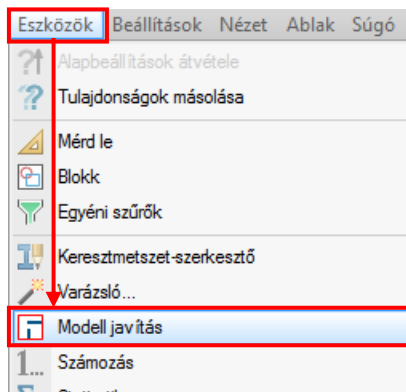 Eszközök Beállítások Nézet Ablak Súgó
Alapbeállítások átvétele
Tulajdonságok másolása
Mérd le
Blokk
Egyéni szűrők
Keresztmetszet-szerkesztő
Varázsló...
Modell javítás
1... Számozás